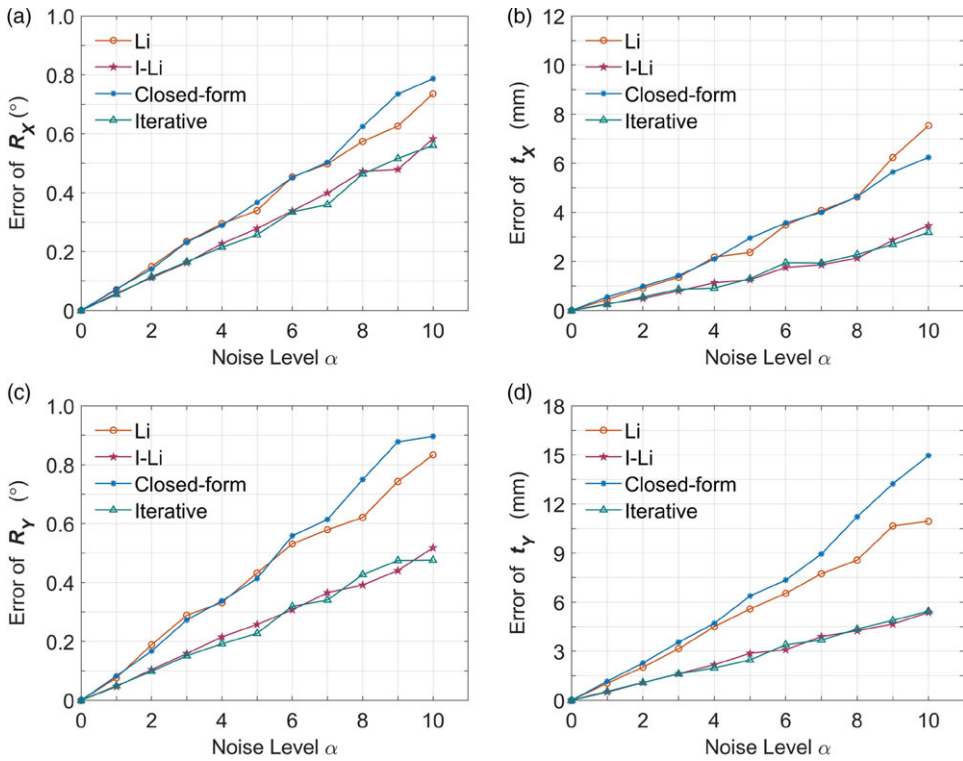 (a)
1.0
0.8
0.6
0.4
0.2
0
Error of R_X (°)
Li
I-Li
Closed-form
Iterative
0 2 4 6 8 10
Noise Level α
(b)
12
10
8
6
4
2
0
Error of t_X (mm)
Li
I-Li
Closed-form
Iterative
0 2 4 6 8 10
Noise Level α
(c)
1.0
0.8
0.6
0.4
0.2
0
Error of R_Y (°)
Li
I-Li
Closed-form
Iterative
0 2 4 6 8 10
Noise Level α
(d)
18
15
12
9
6
3
0
Error of t_Y (mm)
Li
I-Li
Closed-form
Iterative
0 2 4 6 8 10
Noise Level α